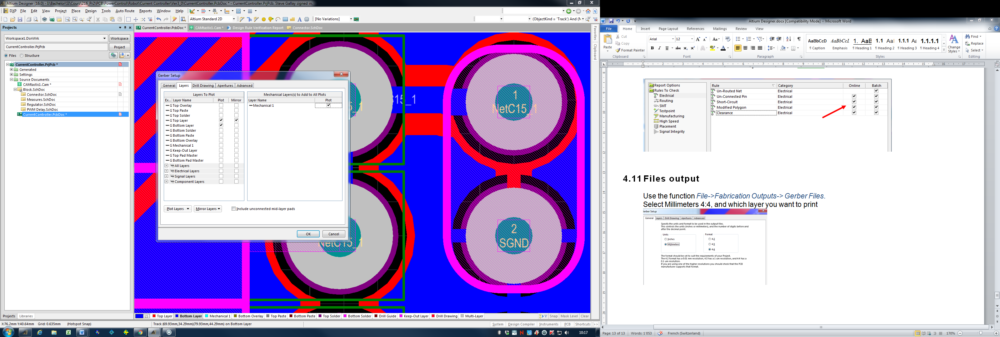 Altium Designer (16.0) - I:\Bachelor\SI\Cours\216_Pr2\PCB\PowerControl\Robot\Current Controller\Ver3_0\CurrentController.PcbDoc * - CurrentController.PrjPcb. Steve Gallay signed in.
DXP File Edit View Project Place Design Tools Auto Route Reports Window Help
Altium Standard 2D [No Variations] (ObjectKind = 'Track') And (N
Projects
Workspace1.DsnWrk Workspace
CurrentController.PrjPcb Project
Files Structure
CurrentController.PrjPcb *
Generated
Settings
Source Documents
CAMtastic1.Cam *
Block.SchDoc
Connector.SchDoc
Measures.SchDoc
Regulator.SchDoc
PWM Delay.SchDoc
CurrentController.PcbDoc *
Projects Libraries
CurrentController.PcbDoc * CAMtastic1.Cam * Design Rule Verification Report Connector.SchDoc
Favorites
Clipboard
Gerber Setup
General Layers Drill Drawing Apertures Advanced
Layers To Plot
Ex... Layer Name Plot Mirror
G Top Overlay
G Top Paste
G Top Solder
G Top Layer
G Bottom Layer
G Bottom Solder
G Bottom Paste
G Bottom Overlay
G Mechanical 1
G Keep-Out Layer
G Top Pad Master
G Bottom Pad Master
All Layers
Electrical Layers
Signal Layers
Component Layers
Mechanical Layers(s) to Add to All Plots
Layer Name Plot
Mechanical 1
Plot Layers Mirror Layers Include unconnected mid-layer pads
OK Cancel
15_1
NetC15_1
1
NetC15_1
2
SGND
LS Top Layer Bottom Layer Mechanical 1 Bottom Overlay Top Paste Bottom Paste Top Solder Bottom Solder Drill Guide Keep-Out Layer Drill Drawing Multi-Layer Snap Mask Level Clear
X:76.2mm Y:40.64mm Grid: 0.635mm (Hotspot Snap) Track (69.93mm,34.29mm)(79.93mm,44.29mm) on Bottom Layer
System Design Compiler Instruments PCB Shortcuts >>
10:17
Altium Designer.docx [Compatibility Mode] - Microsoft Word
File Home Insert Page Layout References Mailings Review View
Paste Cut Copy Format Painter
Clipboard
Arial 12
Font
Paragraph
AaBbCcD AaBbCcL 1. AaB 1.1 Aal 1.1.1 Aa 1.1.1.1
¶ Caption Emphasis ¶ Heading 1 ¶ Heading 2 ¶ Heading 3 ¶ Heading 4
Change Styles
Styles
Find
Replace
Select
Editing
Report Options
Rules To Check
Electrical
Routing
SMT
Testpoint
Manufacturing
High Speed
Placement
Signal Integrity
Rule Category Online Batch
Un-Routed Net Electrical
Un-Connected Pin Electrical
Short-Circuit Electrical
Modified Polygon Electrical
Clearance Electrical
4.11 Files output
Use the function File->Fabrication Outputs-> Gerber Files.
Select Millimeters 4:4, and which layer you want to print
erber Setup
General Layers Drill Drawing Apertures Advanced
Specify the units and format to be used in the output files.
This controls the units (inches or millimeters), and the number of digits before and
after the decimal point.
Units Format
Inches 4:2
Millimeters 4:3
4:4
The format should be set to suit the requirements of your Project.
The 4:2 format has a 0.01 mm resolution, 4:3 has a 1 um resolution, and 4:4 has a
0.1 um resolution.
If you are using one of the higher resolutions you should check that the PCB
manufacturer supports that format.
Page: 13 of 13 Words: 1'053 French (Switzerland) 170%